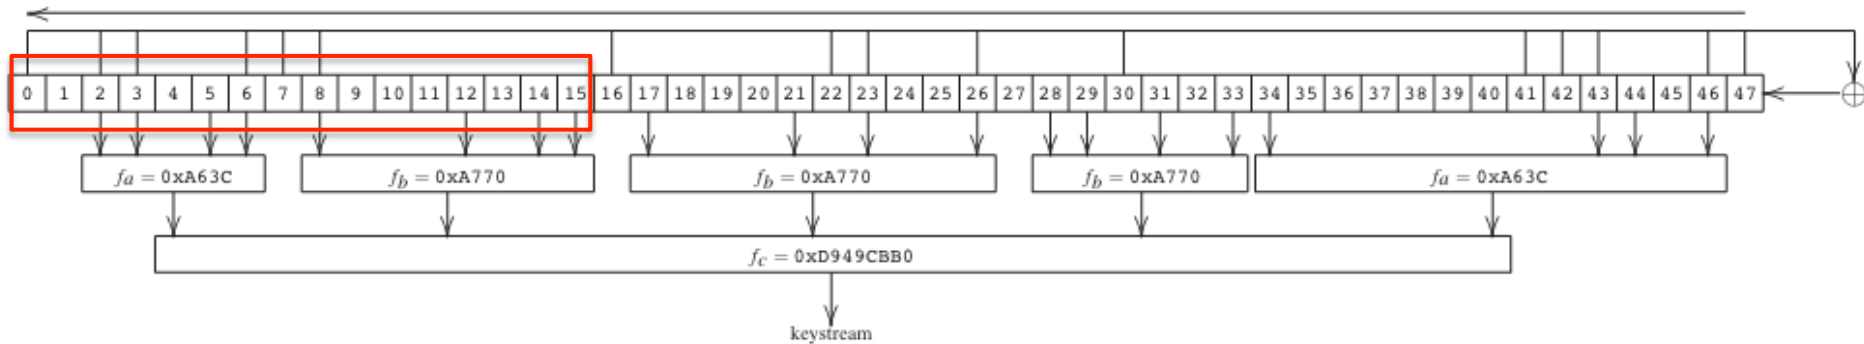 0 1 2 3 4 5 6 7 8 9 10 11 12 13 14 15 16 17 18 19 20 21 22 23 24 25 26 27 28 29 30 31 32 33 34 35 36 37 38 39 40 41 42 43 44 45 46 47
fa = 0xA63C fb = 0xA770 fb = 0xA770 fb = 0xA770 fa = 0xA63C
fc = 0xD949CBB0
keystream